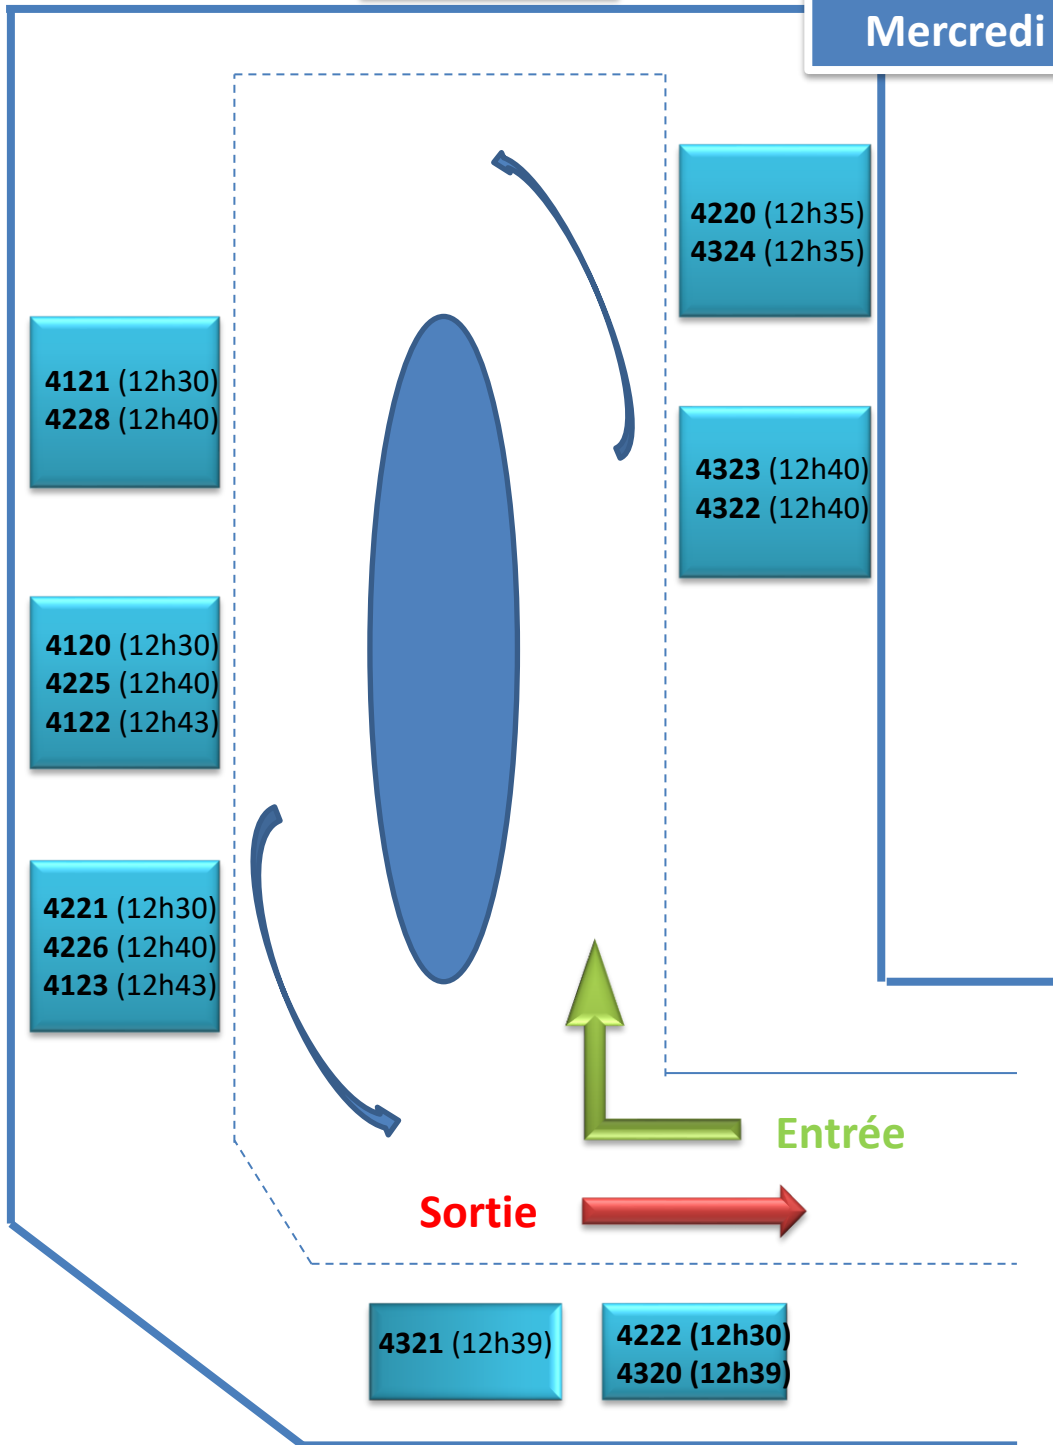 Mercredi
4220 (12h35)
4324 (12h35)
4121 (12h30)
4228 (12h40)
4323 (12h40)
4322 (12h40)
4120 (12h30)
4225 (12h40)
4122 (12h43)
4221 (12h30)
4226 (12h40)
4123 (12h43)
Entrée
Sortie
4321 (12h39)
4222 (12h30)
4320 (12h39)